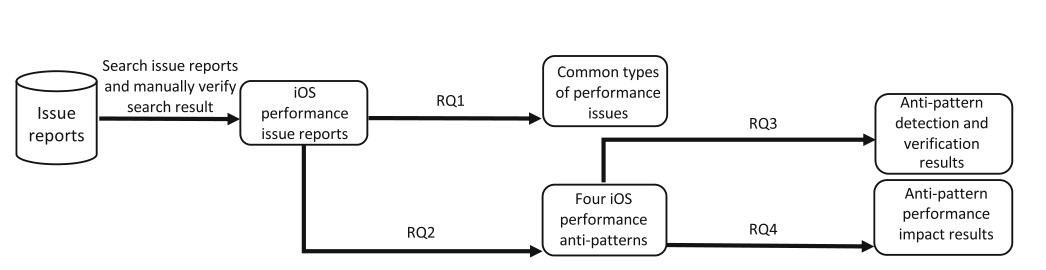 Issue
reports
Search issue reports
and manually verify
search result
iOS
performance
issue reports
RQ1
Common types
of performance
issues
RQ2
Four iOS
performance
anti-patterns
RQ3
Anti-pattern
detection and
verification
results
RQ4
Anti-pattern
performance
impact results